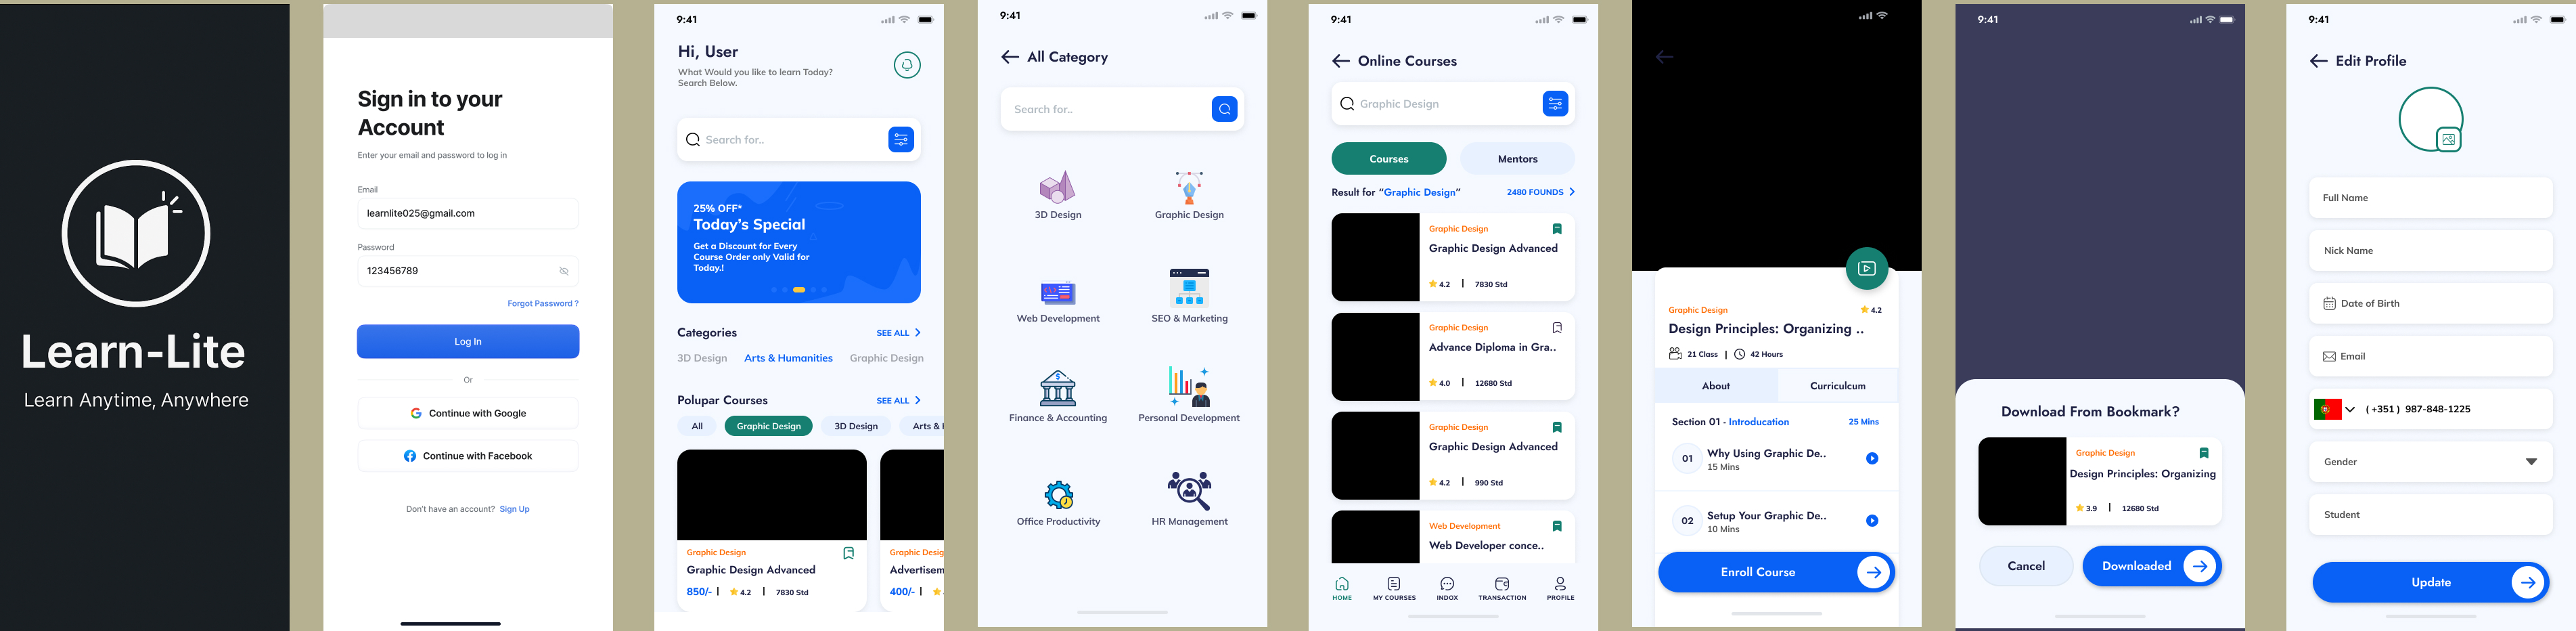 Learn-Lite
Learn Anytime, Anywhere
Sign in to your
Account
Enter your email and password to log in
Email
learnlite025@gmail.com
Password
123456789
Forgot Password ?
Log In
Or
Continue with Google
Continue with Facebook
Don't have an account? Sign Up
9:41
Hi, User
What Would you like to learn Today?
Search Below.
Search for..
25% OFF*
Today's Special
Get a Discount for Every
Course Order only Valid for
Today.!
Categories
SEE ALL
3D Design Arts & Humanities Graphic Design
Polupar Courses
SEE ALL
All Graphic Design 3D Design Arts & H
Graphic Design
Graphic Design Advanced
850/- | 4.2 | 7830 Std
Graphic Desig
Advertisem
400/- |
9:41
All Category
Search for..
3D Design
Graphic Design
Web Development
SEO & Marketing
Finance & Accounting
Personal Development
Office Productivity
HR Management
9:41
Online Courses
Graphic Design
Courses
Mentors
Result for “Graphic Design”
2480 FOUNDS
Graphic Design
Graphic Design Advanced
4.2 | 7830 Std
Graphic Design
Advance Diploma in Gra..
4.0 | 12680 Std
Graphic Design
Graphic Design Advanced
4.2 | 990 Std
Web Development
Web Developer conce..
HOME
MY COURSES
INDOX
TRANSACTION
PROFILE
Graphic Design
4.2
Design Principles: Organizing ..
21 Class | 42 Hours
About
Curriculcum
Section 01 - Introducation
25 Mins
01
Why Using Graphic De..
15 Mins
02
Setup Your Graphic De..
10 Mins
Enroll Course
9:41
Download From Bookmark?
Graphic Design
Design Principles: Organizing
3.9 | 12680 Std
Cancel
Downloaded
9:41
Edit Profile
Full Name
Nick Name
Date of Birth
Email
( +351 ) 987-848-1225
Gender
Student
Update